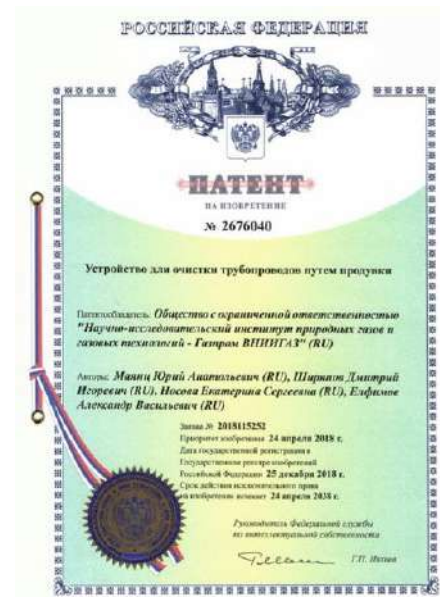 РОССИЙСКАЯ ФЕДЕРАЦИЯ
ПАТЕНТ
НА ИЗОБРЕТЕНИЕ
№ 2676040
Устройство для очистки трубопроводов путем продувки
Патентообладатель: Общество с ограниченной ответственностью
"Научно-исследовательский институт природных газов и
газовых технологий - Газпром ВНИИГАЗ" (RU)
Авторы: Маянц Юрий Анатольевич (RU), Ширяпов Дмитрий
Игоревич (RU), Носова Екатерина Сергеевна (RU), Елфимов
Александр Васильевич (RU)
Заявка № 2018115252
Приоритет изобретения 24 апреля 2018 г.
Дата государственной регистрации в
Государственном реестре изобретений
Российской Федерации 25 декабря 2018 г.
Срок действия исключительного права
на изобретение истекает 24 апреля 2038 г.
Руководитель Федеральной службы
по интеллектуальной собственности
Г.П. Ивлиев